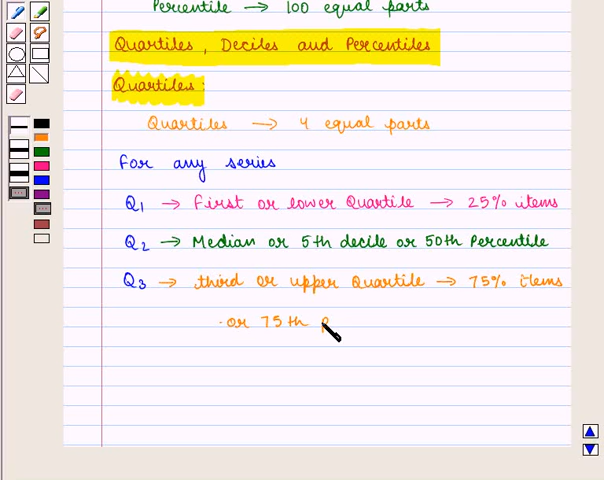 Percentile → 100 equal parts
Quartiles, Deciles and Percentiles
Quartiles:
Quartiles → 4 equal parts
For any series
Q1 → First or lower Quartile → 25% items
Q2 → Median or 5th decile or 50th Percentile
Q3 → third or upper Quartile → 75% items
or 75th P